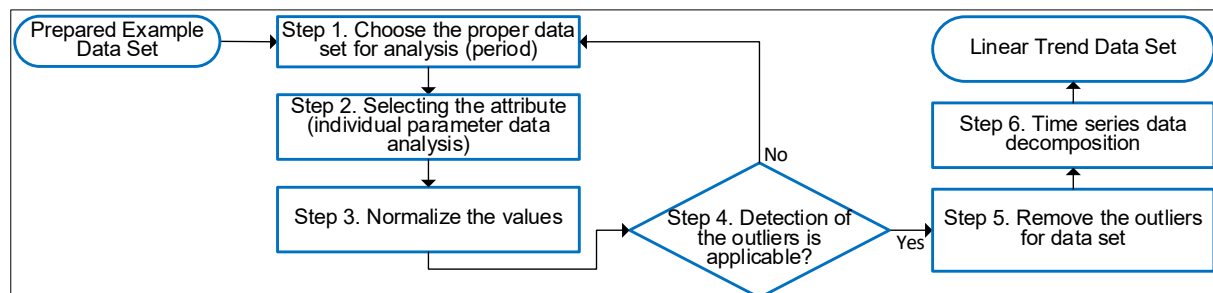 Prepared Example
Data Set
Step 1. Choose the proper data
set for analysis (period)
Step 2. Selecting the attribute
(individual parameter data
analysis)
Step 3. Normalize the values
No
Step 4. Detection of
the outliers is
applicable?
Yes
Step 5. Remove the outliers
for data set
Step 6. Time series data
decomposition
Linear Trend Data Set